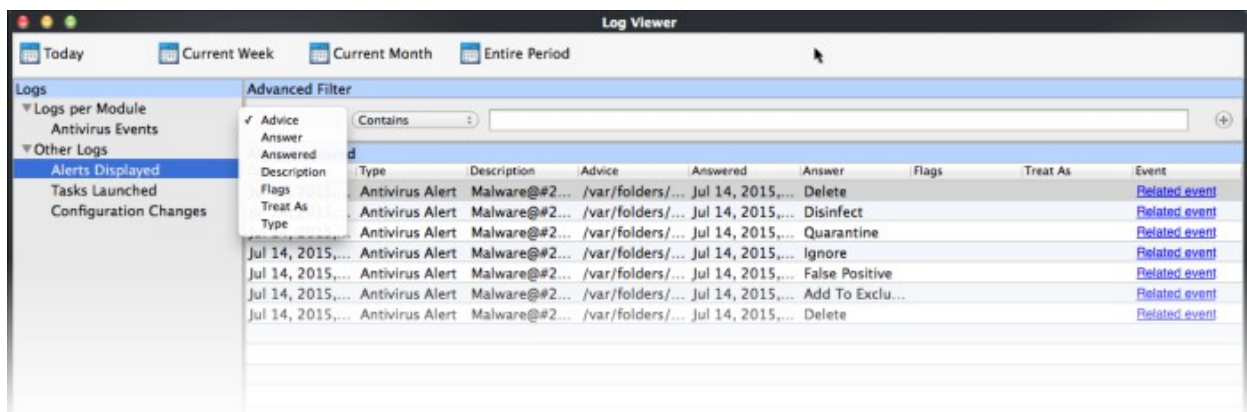 Log Viewer
Today Current Week Current Month Entire Period
Logs Advanced Filter
Logs per Module
Antivirus Events
Other Logs
Alerts Displayed
Tasks Launched
Configuration Changes
✓ Advice
Answer
Answered
Description
Flags
Treat As
Type
Contains
Type Description Advice Answered Answer Flags Treat As Event
Antivirus Alert Malware@#2... /var/folders/... Jul 14, 2015,... Delete Related event
Antivirus Alert Malware@#2... /var/folders/... Jul 14, 2015,... Disinfect Related event
Antivirus Alert Malware@#2... /var/folders/... Jul 14, 2015,... Quarantine Related event
Jul 14, 2015,... Antivirus Alert Malware@#2... /var/folders/... Jul 14, 2015,... Ignore Related event
Jul 14, 2015,... Antivirus Alert Malware@#2... /var/folders/... Jul 14, 2015,... False Positive Related event
Jul 14, 2015,... Antivirus Alert Malware@#2... /var/folders/... Jul 14, 2015,... Add To Exclu... Related event
Jul 14, 2015,... Antivirus Alert Malware@#2... /var/folders/... Jul 14, 2015,... Delete Related event